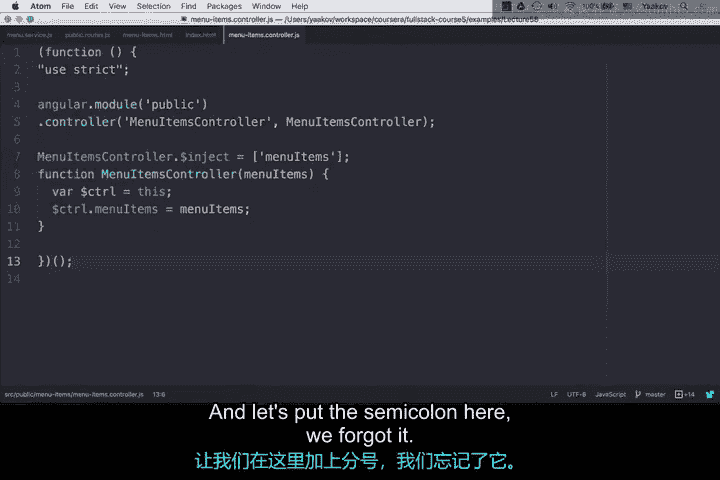 Atom File Edit View Selection Find Packages Window Help
menu-items.controller.js — /Users/yaakov/workspace/coursera/fullstack-course5/examples/Lecture58
menu.service.js public.routes.js menu-items.html index.html menu-items.controller.js
1 (function () {
2 "use strict";
3
4 angular.module('public')
5 .controller('MenuItemsController', MenuItemsController);
6
7 MenuItemsController.$inject = ['menuItems'];
8 function MenuItemsController(menuItems) {
9 var $ctrl = this;
10 $ctrl.menuItems = menuItems;
11 }
12
13 })();
14
src/public/menu-items/menu-items.controller.js 13:6 LF UTF-8 JavaScript master +14
And let's put the semicolon here,
we forgot it.
让我们在这里加上分号，我们忘记了它。